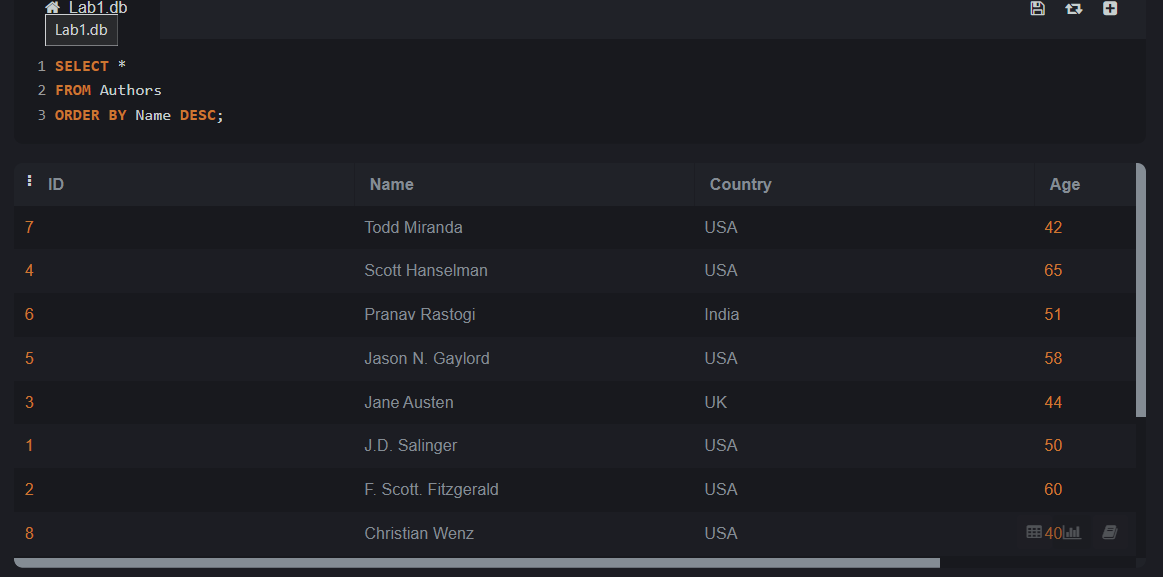 Lab1.db
Lab1.db
1 SELECT *
2 FROM Authors
3 ORDER BY Name DESC;
ID Name Country Age
7 Todd Miranda USA 42
4 Scott Hanselman USA 65
6 Pranav Rastogi India 51
5 Jason N. Gaylord USA 58
3 Jane Austen UK 44
1 J.D. Salinger USA 50
2 F. Scott. Fitzgerald USA 60
8 Christian Wenz USA 40